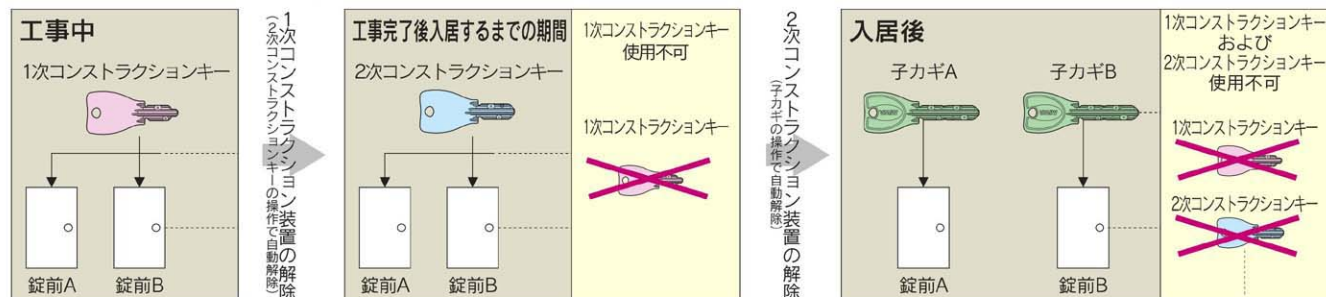 工事中
1次コンストラクションキー
錠前A
錠前B
1次コンストラクション装置の解除
(2次コンストラクションキーの操作で自動解除)
工事完了後入居するまでの期間
2次コンストラクションキー
錠前A
錠前B
1次コンストラクションキー
使用不可
1次コンストラクションキー
2次コンストラクション装置の解除
(子カギの操作で自動解除)
入居後
子カギA
子カギB
錠前A
錠前B
1次コンストラクションキー
および
2次コンストラクションキー
使用不可
1次コンストラクションキー
2次コンストラクションキー